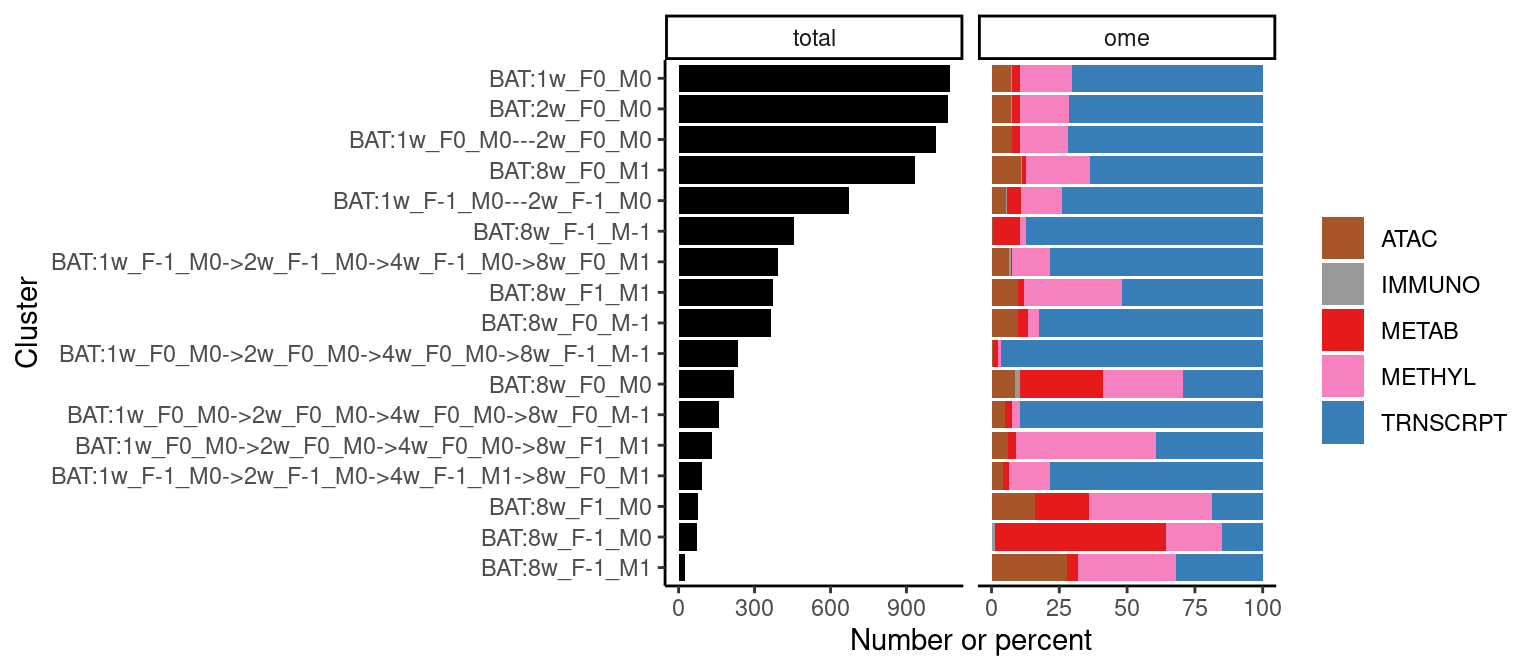 total
ome
BAT:1w_F0_M0
BAT:2w_F0_M0
BAT:1w_F0_M0---2w_F0_M0
BAT:8w_F0_M1
BAT:1w_F-1_M0---2w_F-1_M0
BAT:8w_F-1_M-1
BAT:1w_F-1_M0->2w_F-1_M0->4w_F-1_M0->8w_F0_M1
BAT:8w_F1_M1
BAT:8w_F0_M-1
BAT:1w_F0_M0->2w_F0_M0->4w_F0_M0->8w_F-1_M-1
BAT:8w_F0_M0
BAT:1w_F0_M0->2w_F0_M0->4w_F0_M0->8w_F0_M-1
BAT:1w_F0_M0->2w_F0_M0->4w_F0_M0->8w_F1_M1
BAT:1w_F-1_M0->2w_F-1_M0->4w_F-1_M1->8w_F0_M1
BAT:8w_F1_M0
BAT:8w_F-1_M0
BAT:8w_F-1_M1
Cluster
0 300 600 900
0 25 50 75 100
Number or percent
ATAC
IMMUNO
METAB
METHYL
TRNSCRPT